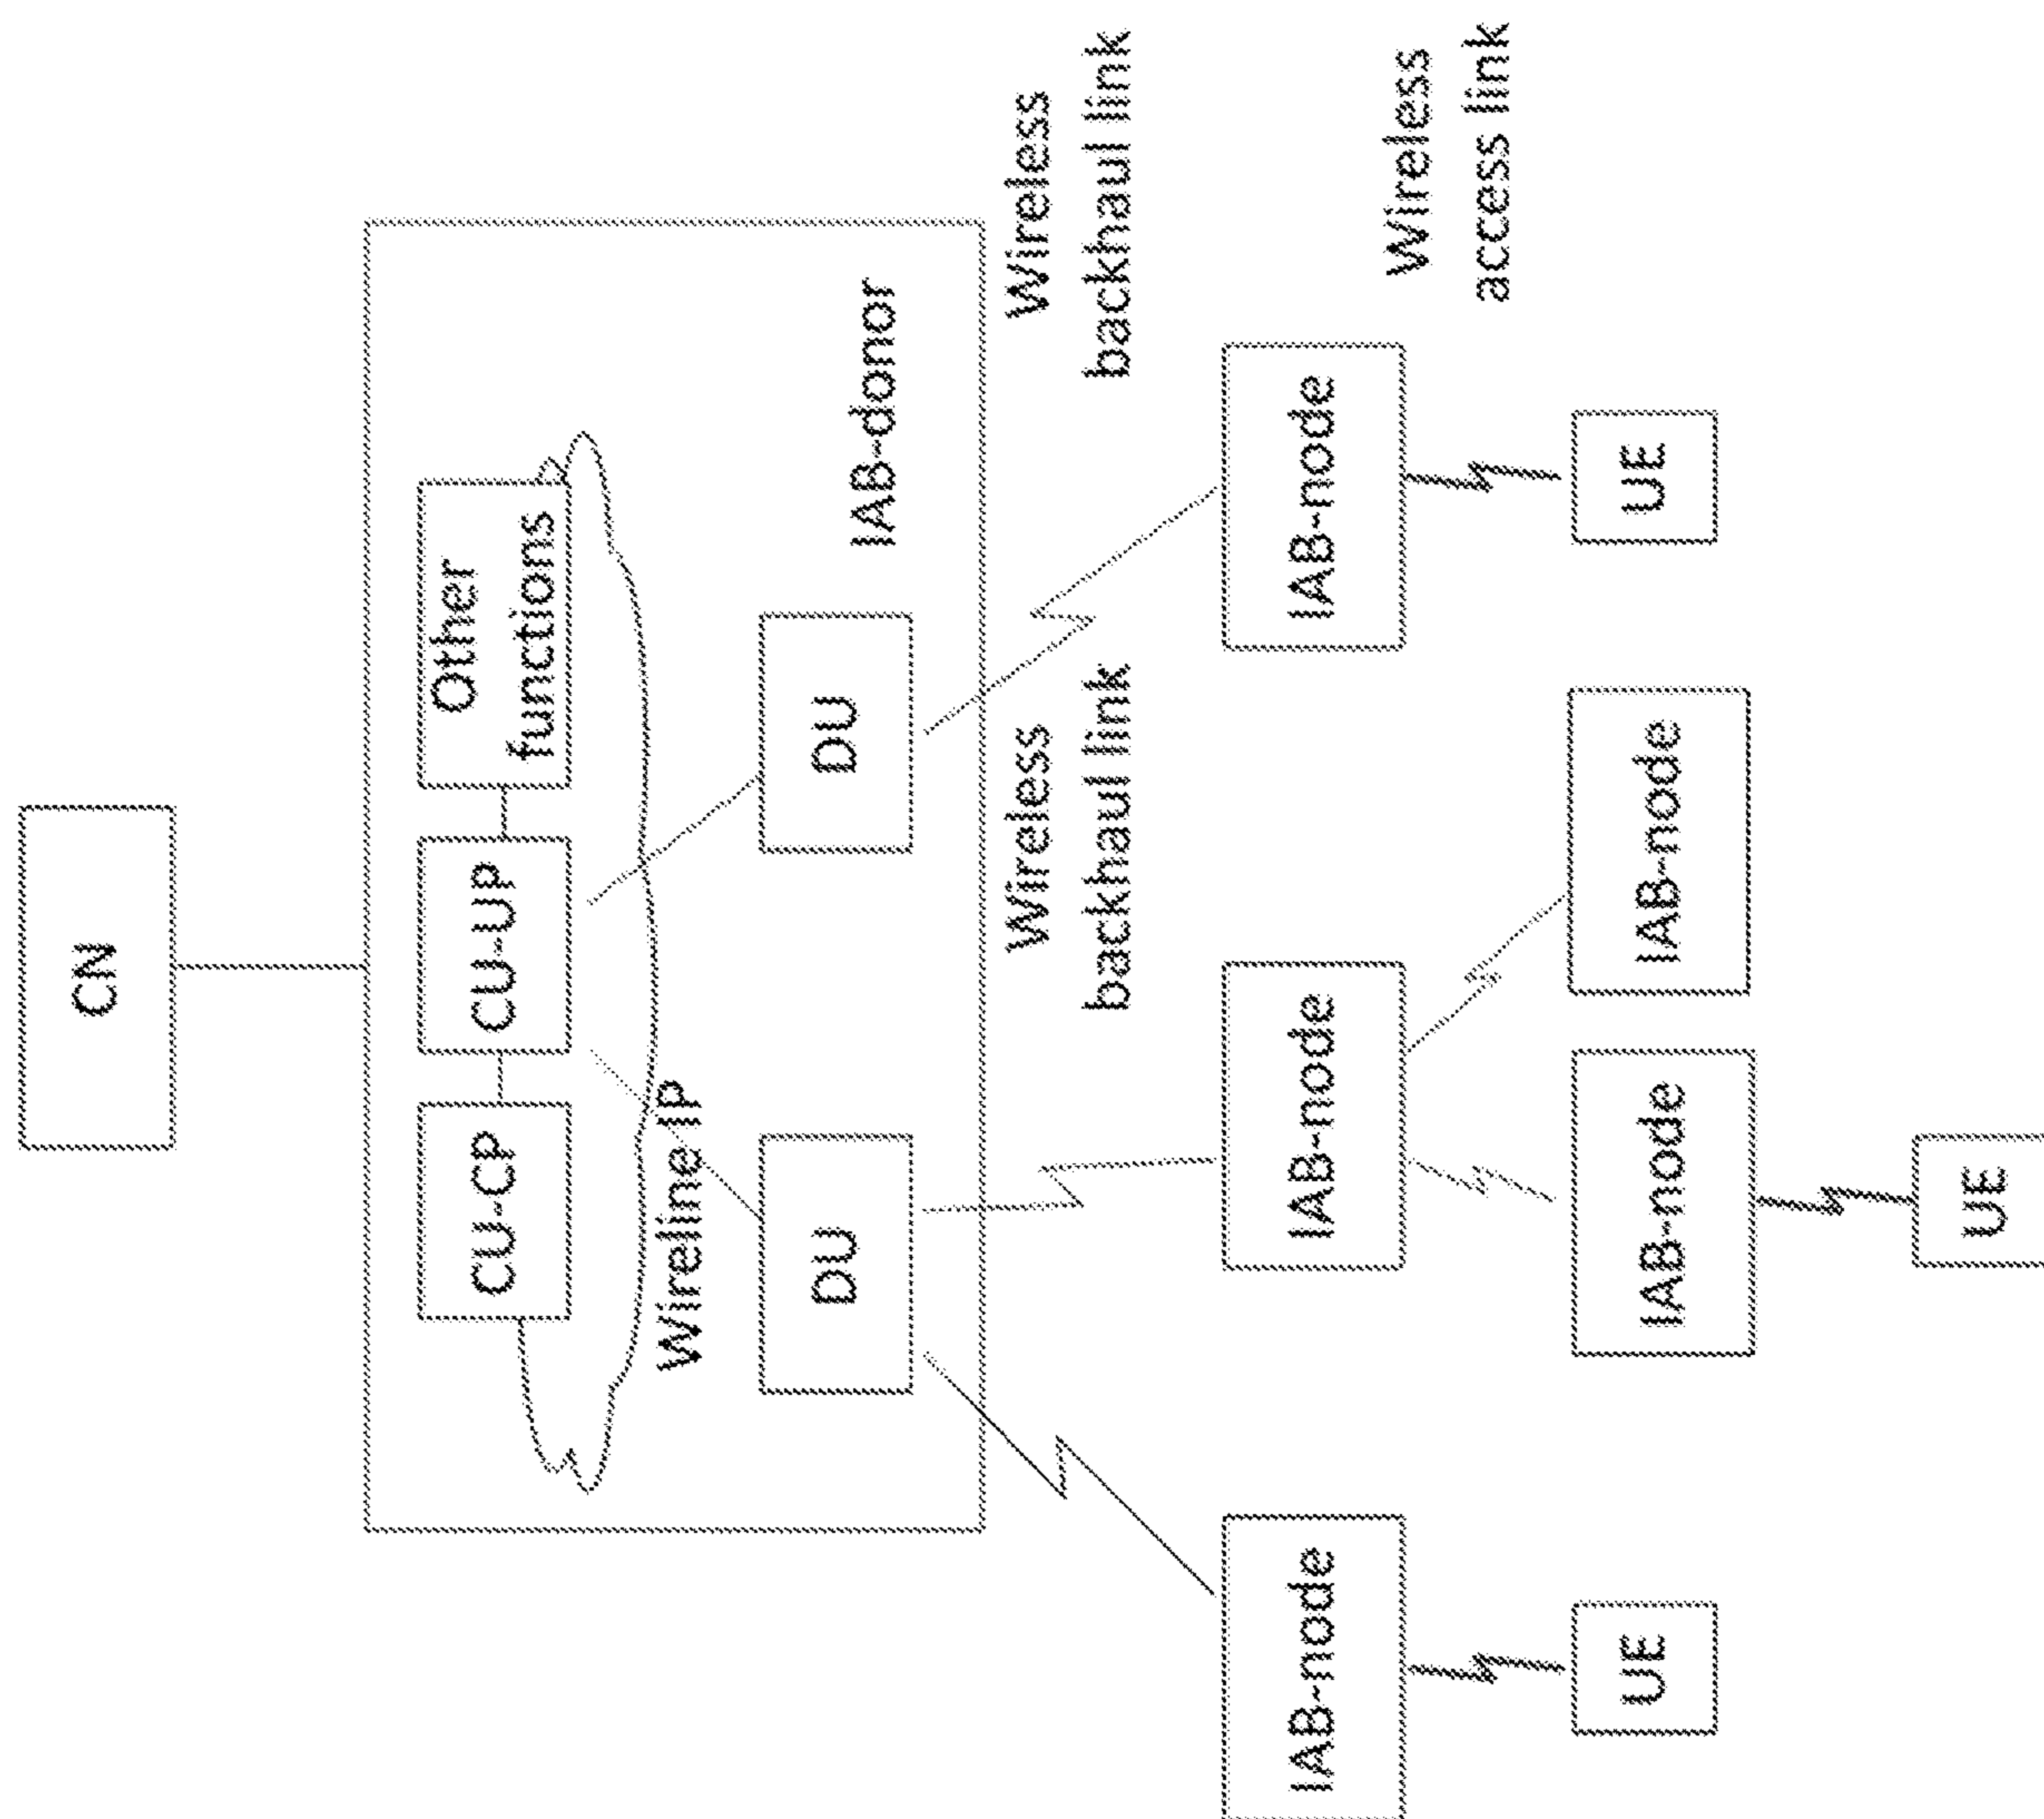 CN
CU-CP
CU-UP
Other
functions
Wireline IP
DU
DU
IAB-donor
Wireless
backhaul link
Wireless
backhaul link
IAB-node
IAB-node
IAB-node
Wireless
access link
UE
IAB-node
IAB-node
UE
UE